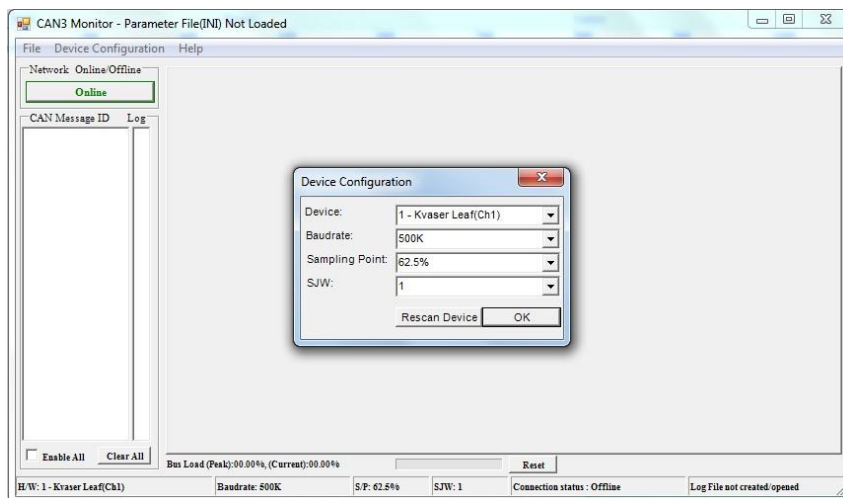 CAN3 Monitor - Parameter File(INI) Not Loaded
File Device Configuration Help
Network Online/Offline
Online
CAN Message ID Log
Device Configuration
Device: 1 - Kvaser Leaf(Ch1)
Baudrate: 500K
Sampling Point: 62.5%
SJW: 1
Rescan Device OK
Enable All Clear All
Bus Load (Peak):00.00%, (Current):00.00% Reset
H/W: 1 - Kvaser Leaf(Ch1) Baudrate: 500K S/P: 62.5% SJW: 1 Connection status : Offline Log File not created/opened